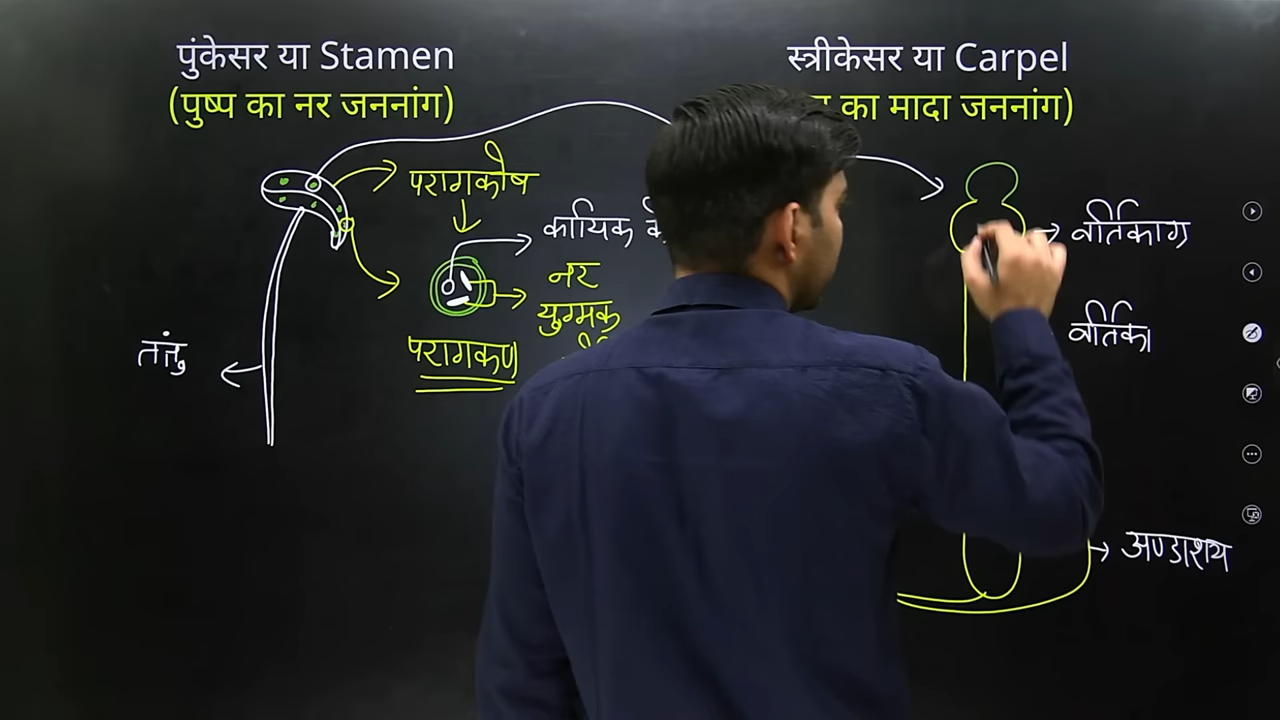 पुंकेसर या Stamen
(पुष्प का नर जननांग)
स्त्रीकेसर या Carpel
का मादा जननांग)
परागकोष
कायिक
नर
युग्मक
परागकण
तंतु
वर्तिकाग्र
वर्तिका
अण्डाशय